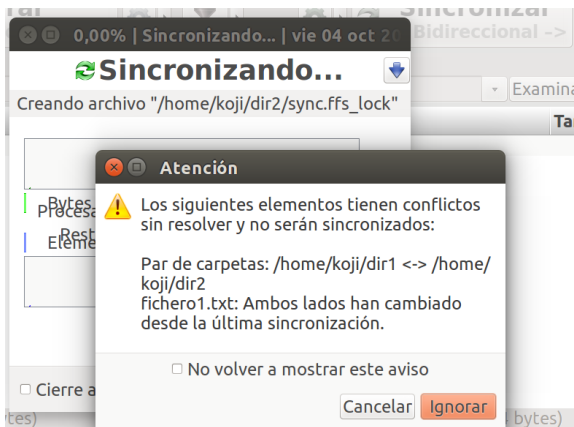 Sincronizar
0,00% | Sincronizando... | vie 04 oct 20
Bidireccional ->
Sincronizando...
Creando archivo "/home/koji/dir2/sync.ffs_lock"
Examina
Ta
Atención
Bytes
Procesa
Rest
Eleme
Los siguientes elementos tienen conflictos
sin resolver y no serán sincronizados:
Par de carpetas: /home/koji/dir1 <-> /home/
koji/dir2
fichero1.txt: Ambos lados han cambiado
desde la última sincronización.
No volver a mostrar este aviso
Cierre a
Cancelar
Ignorar
tes)
bytes)